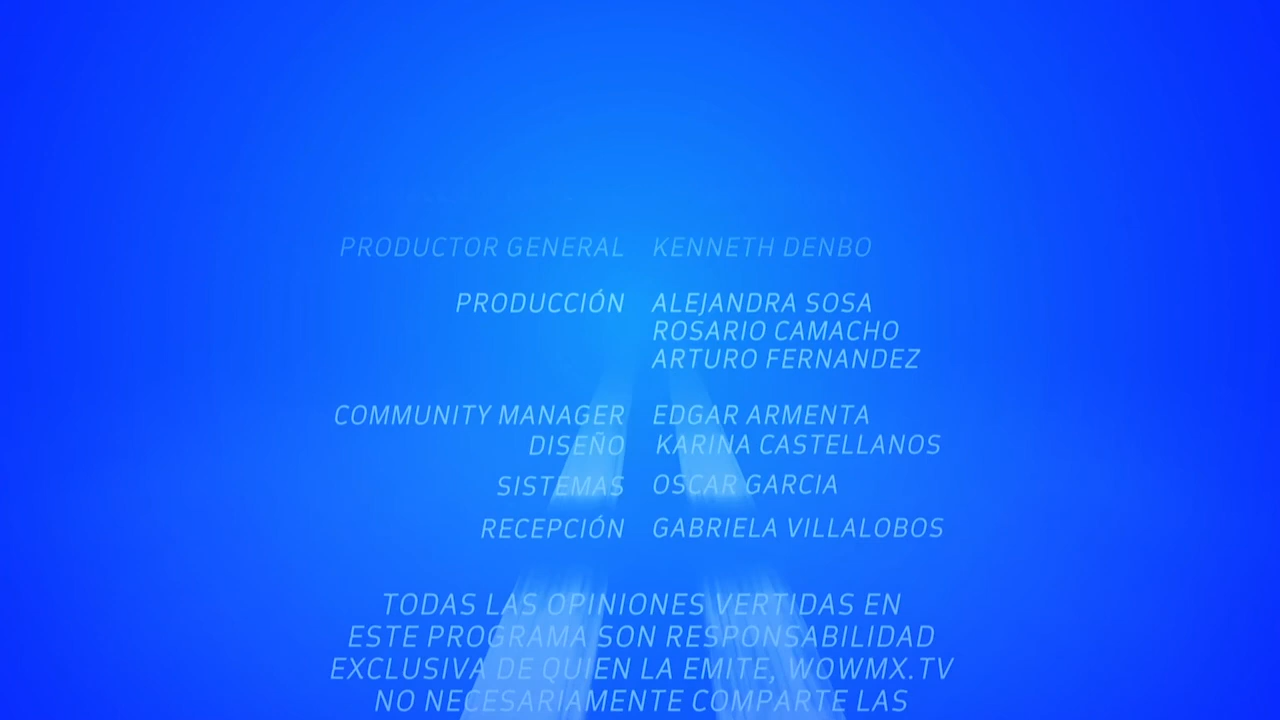 PRODUCTOR GENERAL KENNETH DENBO
PRODUCCIÓN ALEJANDRA SOSA
ROSARIO CAMACHO
ARTURO FERNANDEZ
COMMUNITY MANAGER EDGAR ARMENTA
DISEÑO KARINA CASTELLANOS
SISTEMAS OSCAR GARCIA
RECEPCIÓN GABRIELA VILLALOBOS
TODAS LAS OPINIONES VERTIDAS EN
ESTE PROGRAMA SON RESPONSABILIDAD
EXCLUSIVA DE QUIEN LA EMITE, WOWMX.TV
NO NECESARIAMENTE COMPARTE LAS